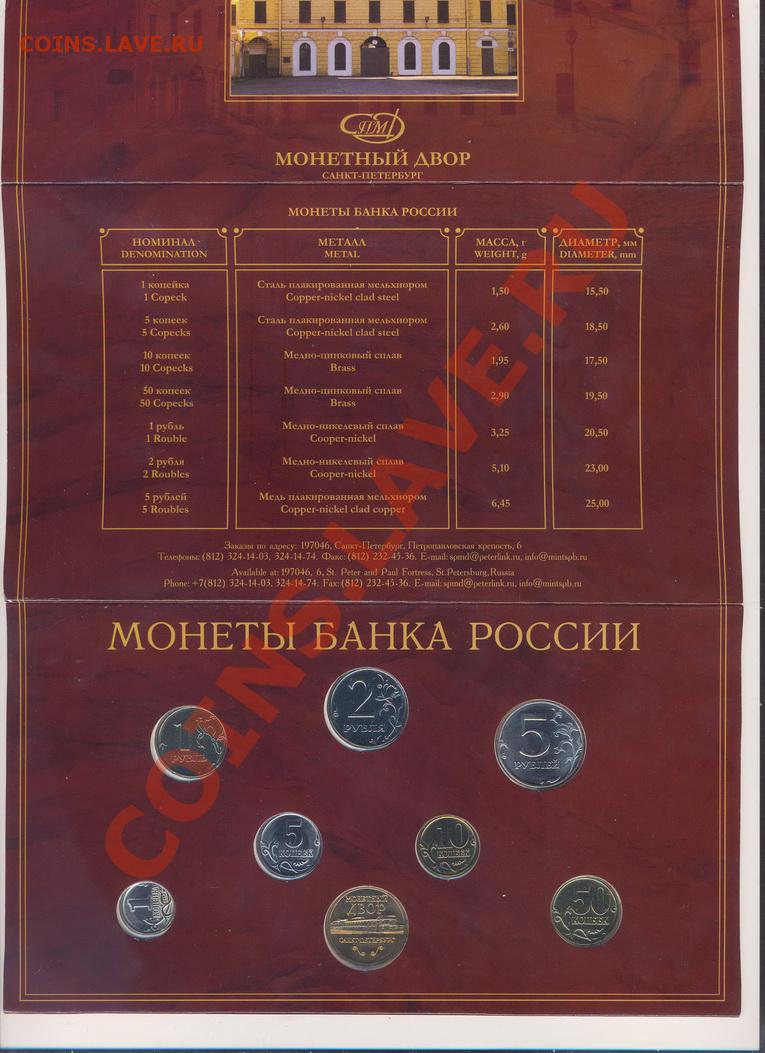 COINS.LAVE.RU
СПМД
МОНЕТНЫЙ ДВОР
САНКТ-ПЕТЕРБУРГ
МОНЕТЫ БАНКА РОССИИ
НОМИНАЛ МЕТАЛЛ МАССА, г ДИАМЕТР, мм
DENOMINATION METAL WEIGHT, g DIAMETER, mm
1 копейка Сталь плакированная мельхиором
1 Copeck Copper-nickel clad steel 1,50 15,50
5 копеек Сталь плакированная мельхиором
5 Copecks Copper-nickel clad steel 2,60 18,50
10 копеек Медно-цинковый сплав
10 Copecks Brass 1,95 17,50
50 копеек Медно-цинковый сплав
50 Copecks Brass 2,90 19,50
1 рубль Медно-никелевый сплав
1 Rouble Cooper-nickel 3,25 20,50
2 рубля Медно-никелевый сплав
2 Roubles Cooper-nickel 5,10 23,00
5 рублей Медь плакированная мельхиором
5 Roubles Copper-nickel clad copper 6,45 25,00
Заказы по адресу: 197046, Санкт-Петербург, Петропавловская крепость, 6
Телефоны: (812) 324-14-03, 324-14-74. Факс: (812) 232-45-36. E-mail: spmd@peterlink.ru, info@mintspb.ru
Available at: 197046, 6, St. Peter and Paul Fortress, St.Petersburg, Russia
Phone: +7(812) 324-14-03, 324-14-74. Fax: (812) 232-45-36. E-mail: spmd@peterlink.ru, info@mintspb.ru
МОНЕТЫ БАНКА РОССИИ
1
РУБЛЬ
2
РУБЛЯ
5
РУБЛЕЙ
5
КОПЕЕК
10
КОПЕЕК
1
КОПЕЙКА
МОНЕТНЫЙ
ДВОР
САНКТ-ПЕТЕРБУРГ
50
КОПЕЕК
COINS.LAVE.RU